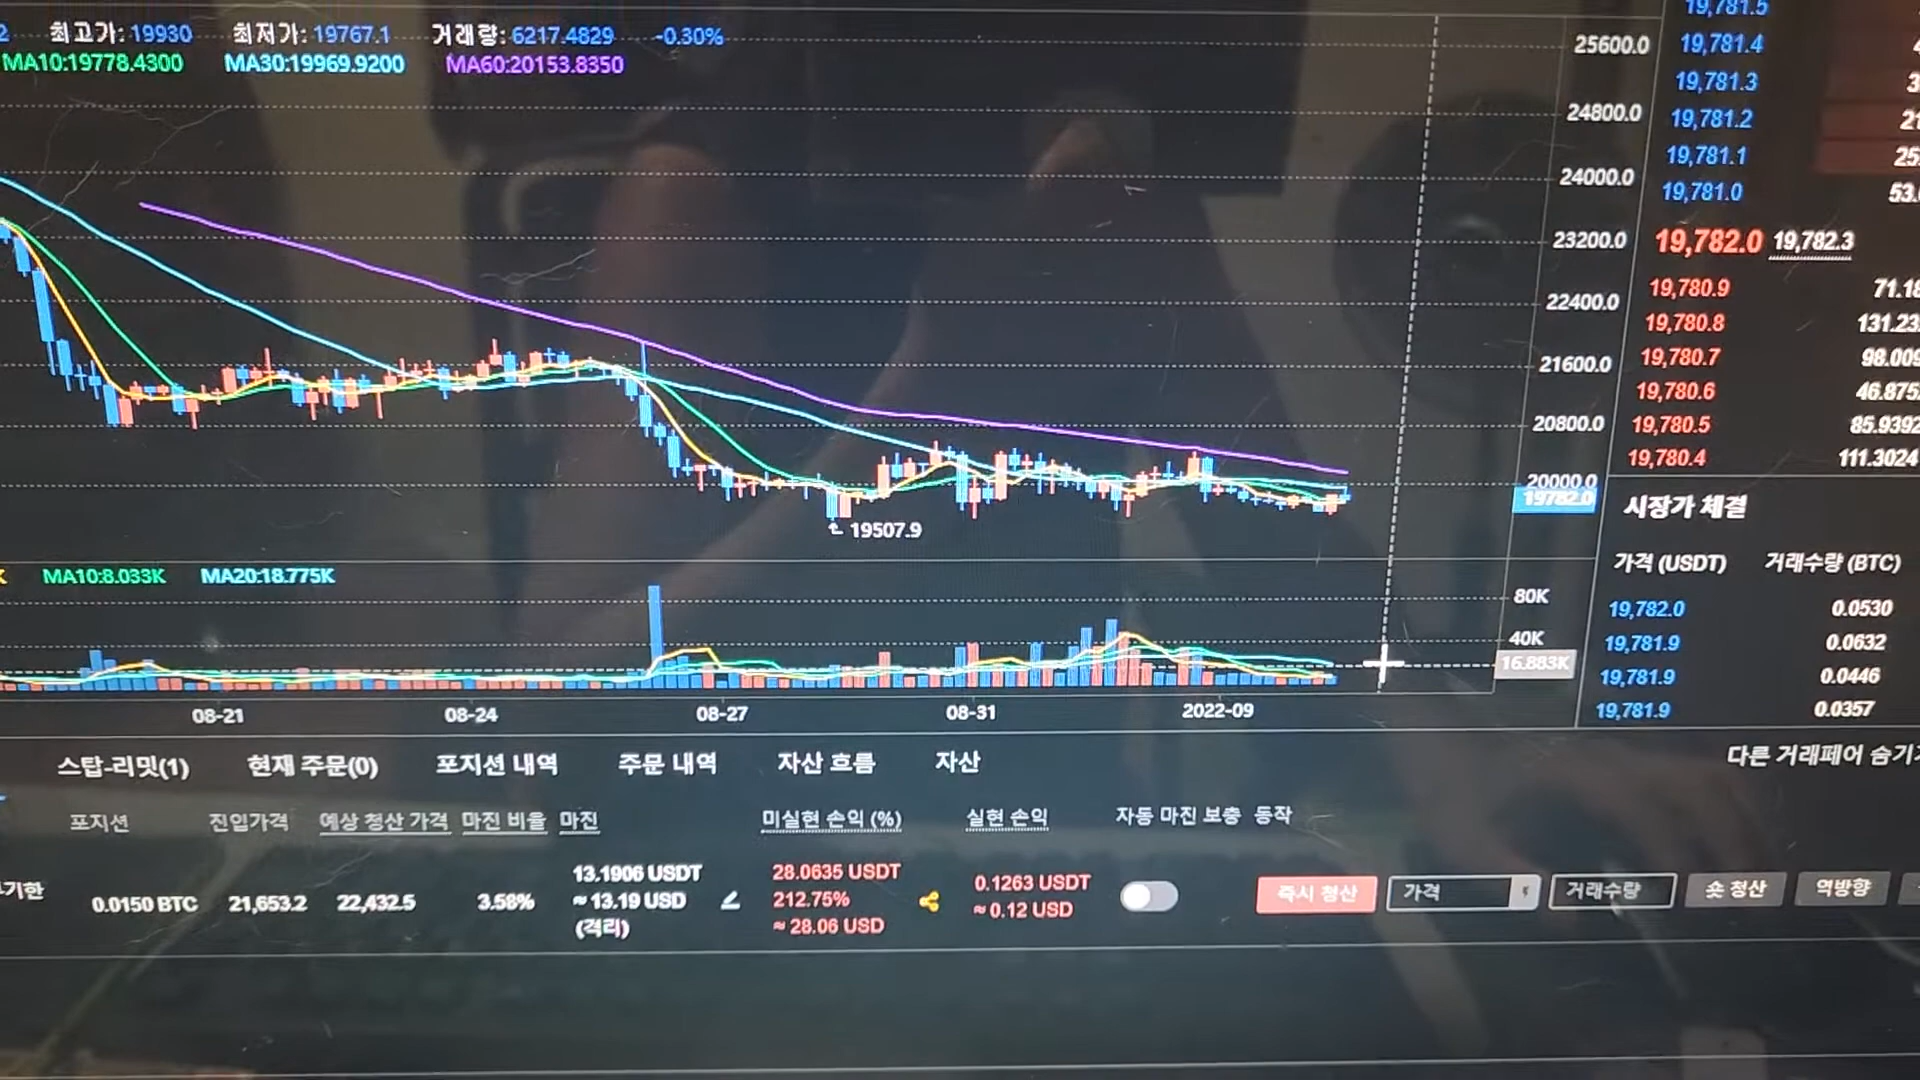 최고가: 19930 최저가: 19767.1 거래량: 6217.4829 -0.30%
MA10:19778.4300 MA30:19969.9200 MA60:20153.8350
25600.0
24800.0
24000.0
23200.0
22400.0
21600.0
20800.0
20000.0
19782.0
19507.9
MA10:8.033K MA20:18.775K
80K
40K
16.883K
08-21 08-24 08-27 08-31 2022-09
19,781.5
19,781.4
19,781.3
19,781.2
19,781.1
19,781.0 53.
19,782.0 19,782.3
19,780.9 71.18
19,780.8 131.23
19,780.7 98.009
19,780.6 46.875
19,780.5 85.9392
19,780.4 111.3024
시장가 체결
가격 (USDT) 거래수량 (BTC)
19,782.0 0.0530
19,781.9 0.0632
19,781.9 0.0446
19,781.9 0.0357
스탑-리밋(1) 현재 주문(0) 포지션 내역 주문 내역 자산 흐름 자산 다른 거래페어 숨기
포지션 진입가격 예상 청산 가격 마진 비율 마진 미실현 손익 (%) 실현 손익 자동 마진 보충 동작
기한 0.0150 BTC 21,653.2 22,432.5 3.58%
13.1906 USDT
≈ 13.19 USD
(격리)
28.0635 USDT
212.75%
≈ 28.06 USD
0.1263 USDT
≈ 0.12 USD
즉시 청산 가격 거래수량 숏 청산 역방향